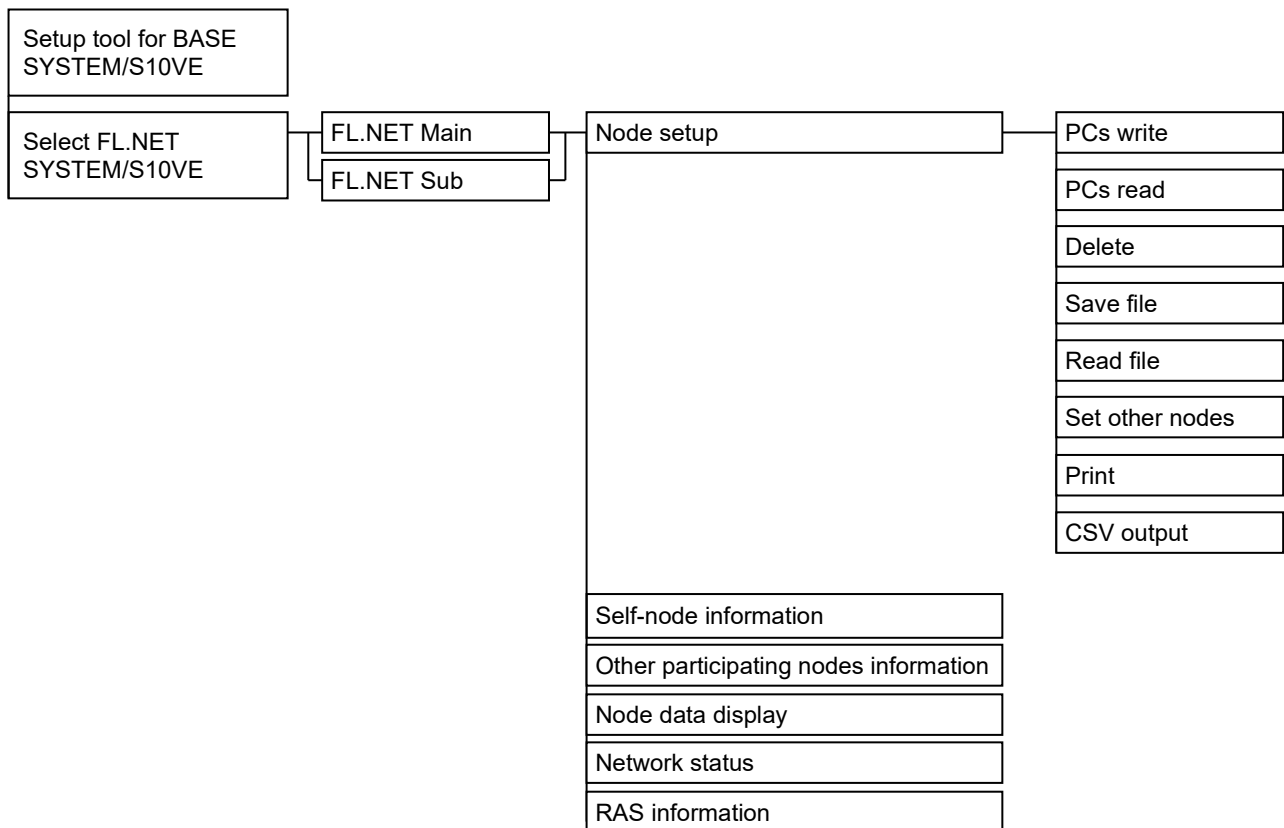 Setup tool for BASE
SYSTEM/S10VE
Select FL.NET
SYSTEM/S10VE
FL.NET Main
FL.NET Sub
Node setup
PCs write
PCs read
Delete
Save file
Read file
Set other nodes
Print
CSV output
Self-node information
Other participating nodes information
Node data display
Network status
RAS information